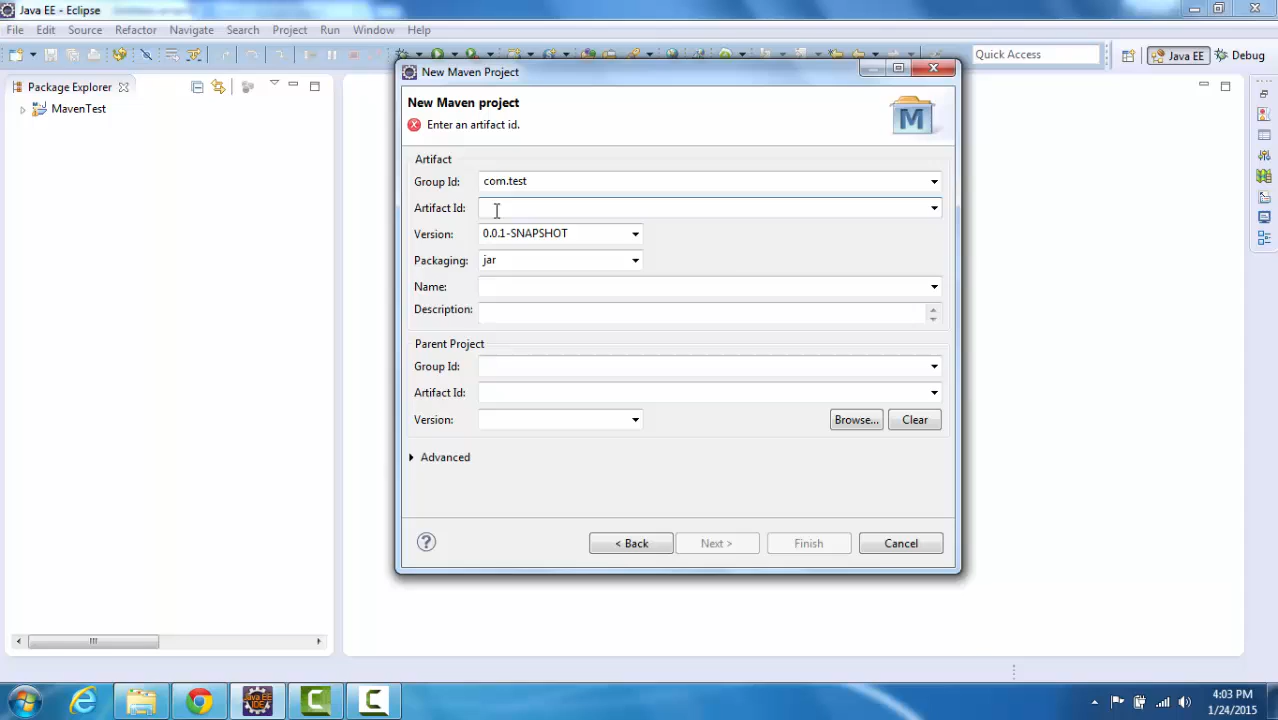 Java EE - Eclipse
File Edit Source Refactor Navigate Search Project Run Window Help
Quick Access
Java EE
Debug
Package Explorer
MavenTest
New Maven Project
New Maven project
Enter an artifact id.
M
Artifact
Group Id: com.test
Artifact Id:
Version: 0.0.1-SNAPSHOT
Packaging: jar
Name:
Description:
Parent Project
Group Id:
Artifact Id:
Version:
Browse... Clear
Advanced
? < Back Next > Finish Cancel
Java EE
IDE
4:03 PM
1/24/2015